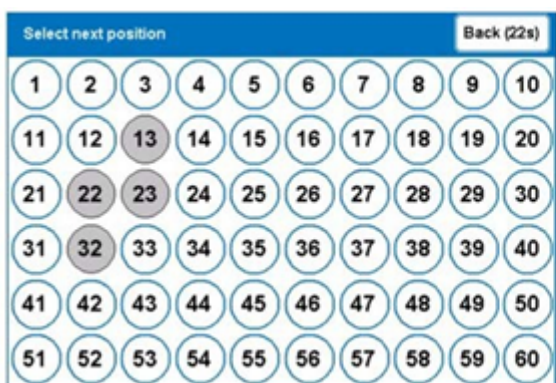 Select next position Back (22s)
1 2 3 4 5 6 7 8 9 10
11 12 13 14 15 16 17 18 19 20
21 22 23 24 25 26 27 28 29 30
31 32 33 34 35 36 37 38 39 40
41 42 43 44 45 46 47 48 49 50
51 52 53 54 55 56 57 58 59 60